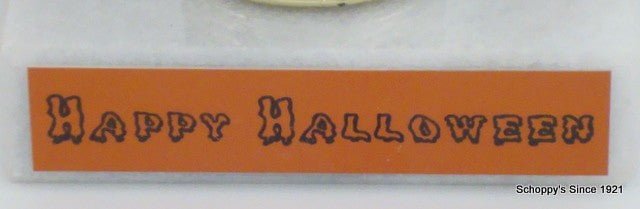 Happy Halloween
Schoppy's Since 1921